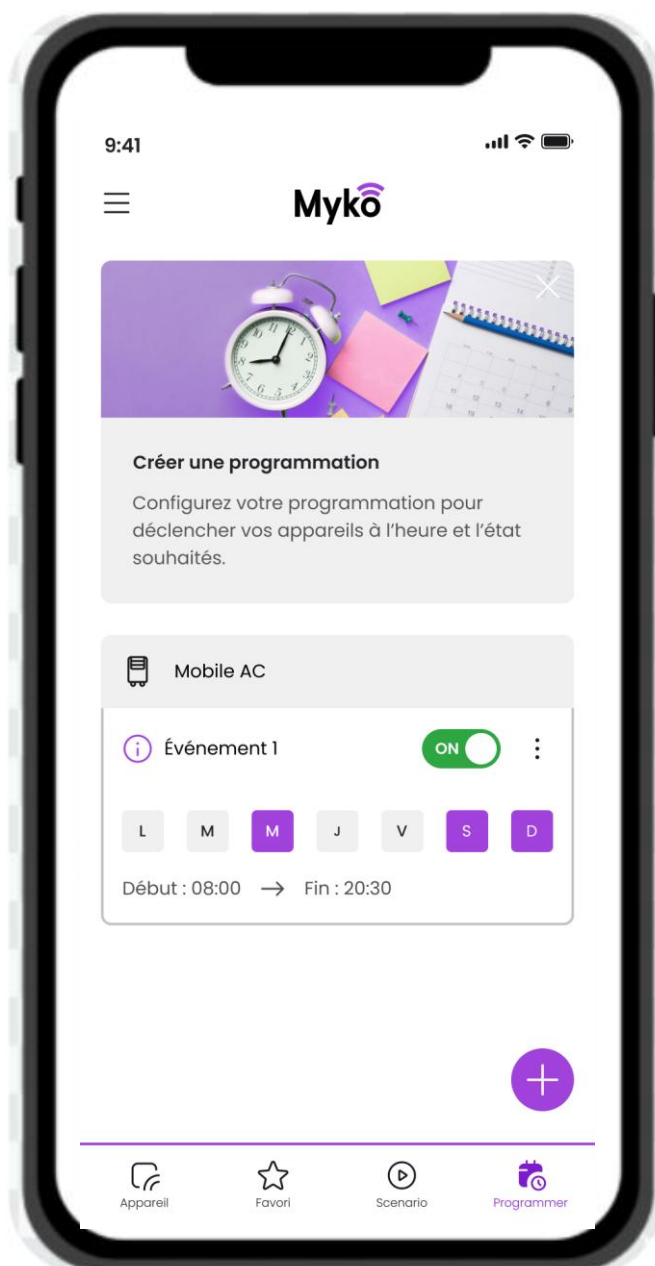 9:41
Myko
Créer une programmation
Configurez votre programmation pour
déclencher vos appareils à l'heure et l'état
souhaités.
Mobile AC
Événement 1
ON
L M M J V S D
Début : 08:00 → Fin : 20:30
Appareil Favori Scenario Programmer